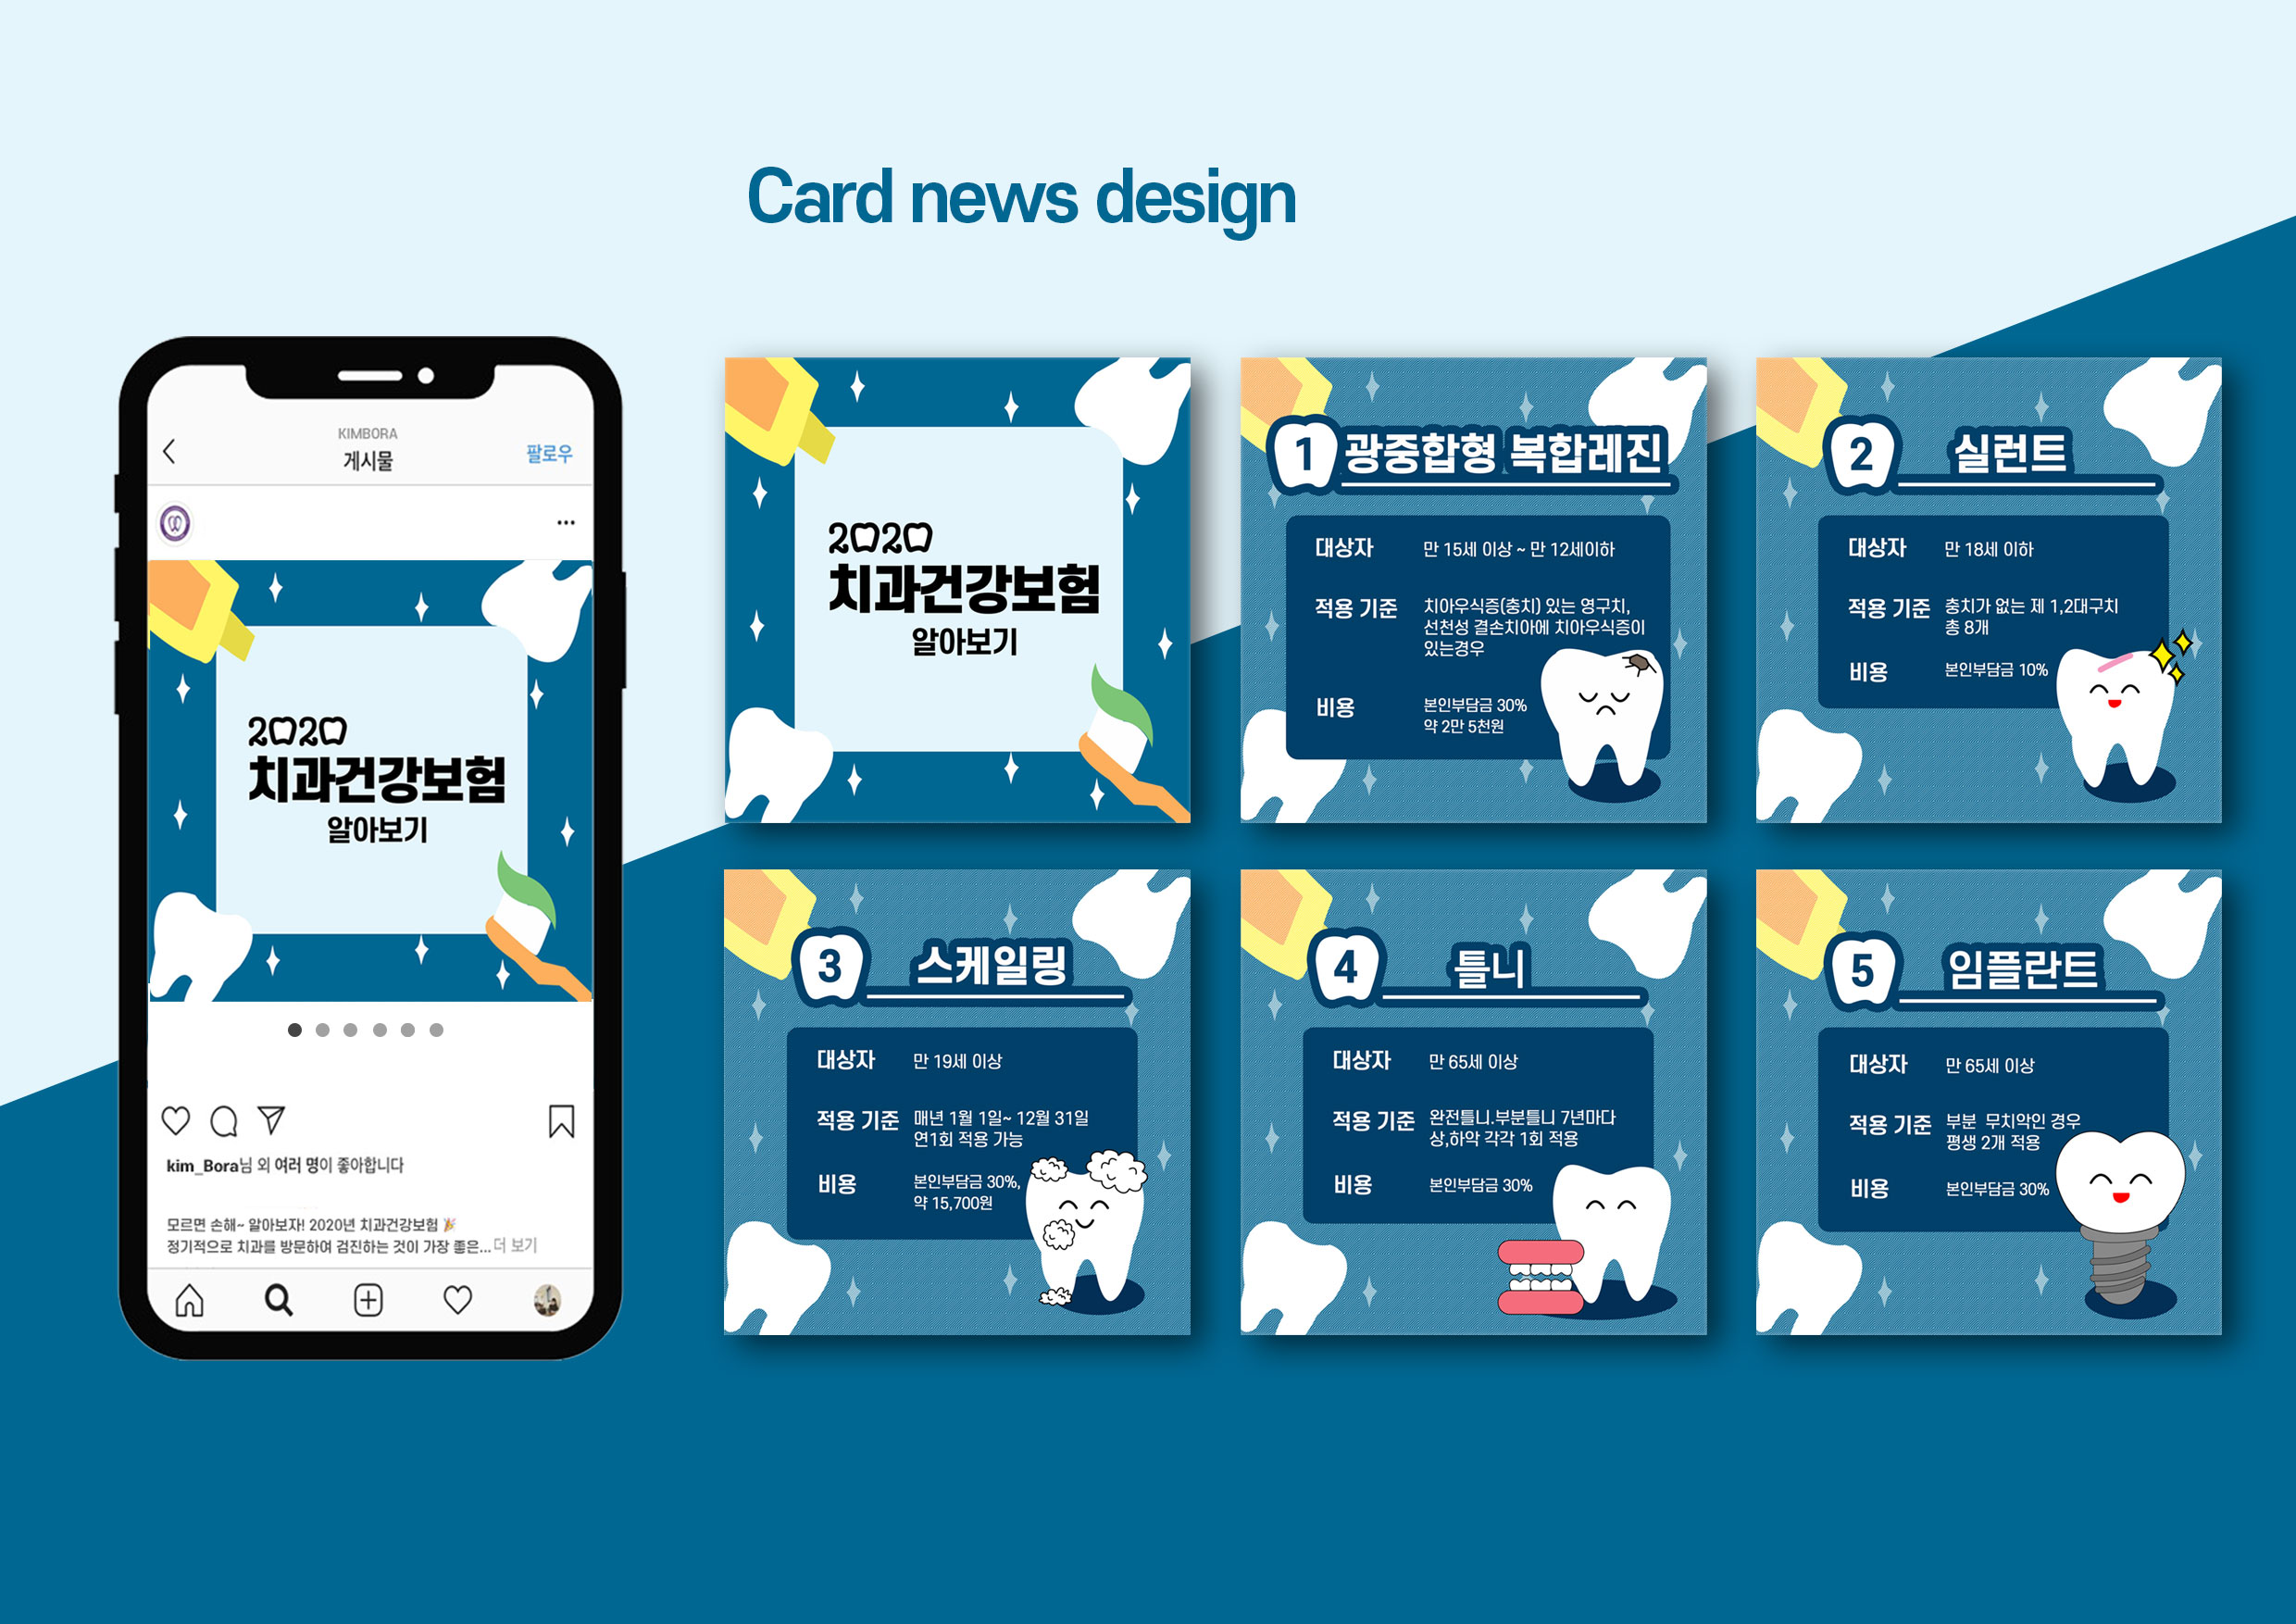 Card news design
KIMBORA
게시물
팔로우
2020
치과건강보험
알아보기
kim_Bora님 외 여러 명이 좋아합니다
모르면 손해~ 알아보자! 2020년 치과건강보험 🎉
정기적으로 치과를 방문하여 검진하는 것이 가장 좋은... 더 보기
2020
치과건강보험
알아보기
1 광중합형 복합레진
대상자 만 15세 이상 ~ 만 12세이하
적용 기준 치아우식증(충치) 있는 영구치,
선천성 결손치아에 치아우식증이
있는경우
비용 본인부담금 30%
약 2만 5천원
2 실런트
대상자 만 18세 이하
적용 기준 충치가 없는 제 1,2대구치
총 8개
비용 본인부담금 10%
3 스케일링
대상자 만 19세 이상
적용 기준 매년 1월 1일~ 12월 31일
연1회 적용 가능
비용 본인부담금 30%,
약 15,700원
4 틀니
대상자 만 65세 이상
적용 기준 완전틀니.부분틀니 7년마다
상,하악 각각 1회 적용
비용 본인부담금 30%
5 임플란트
대상자 만 65세 이상
적용 기준 부분 무치악인 경우
평생 2개 적용
비용 본인부담금 30%